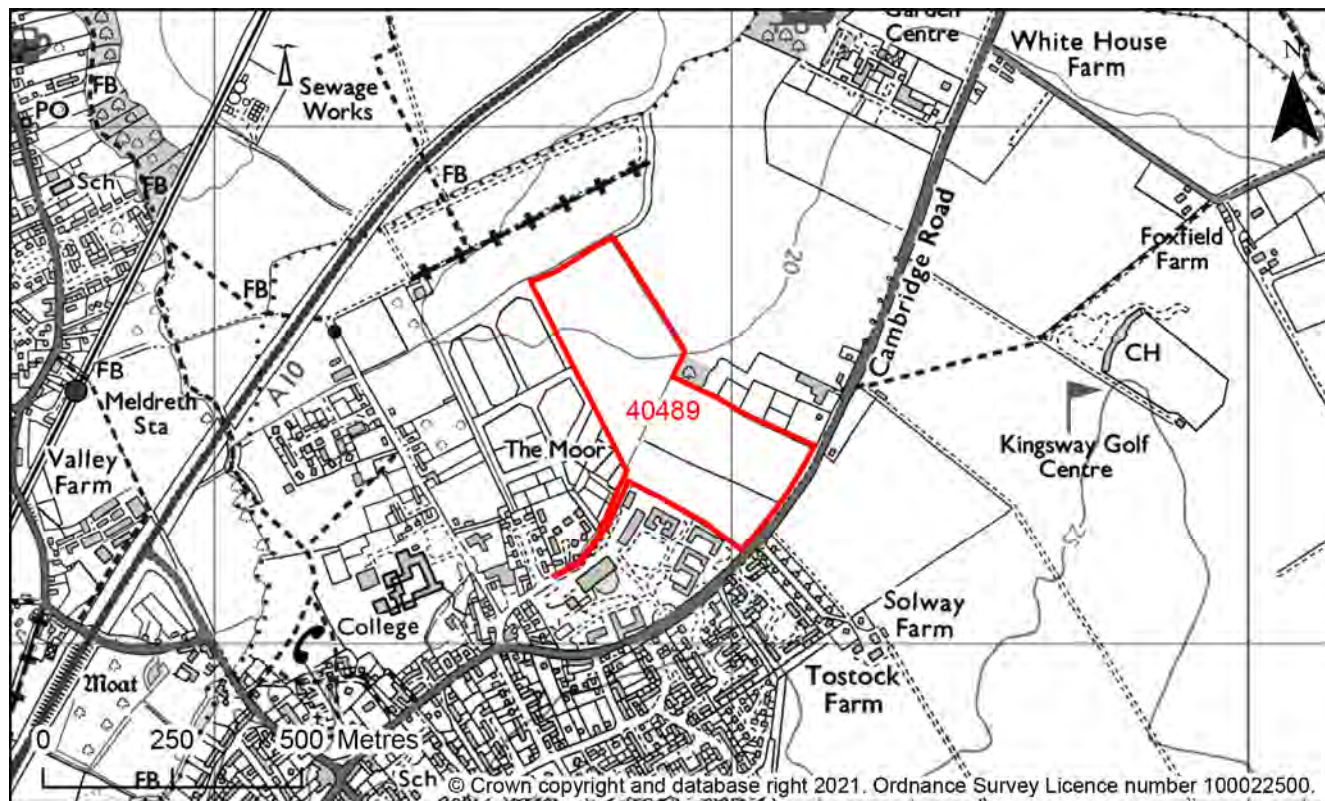 Garden
Centre
White House
Farm
N
Sewage
Works
FB
PO
FB
Sch
FB
FB
Cambridge Road
20
Foxfield
Farm
FB
CH
A 10
FB
Meldreth
Sta
40489
Kingsway Golf
Centre
The Moor
Valley
Farm
Solway
Farm
College
Tostock
Farm
Moat
0
250
500 Metres
FB
Sch
© Crown copyright and database right 2021. Ordnance Survey Licence number 100022500.